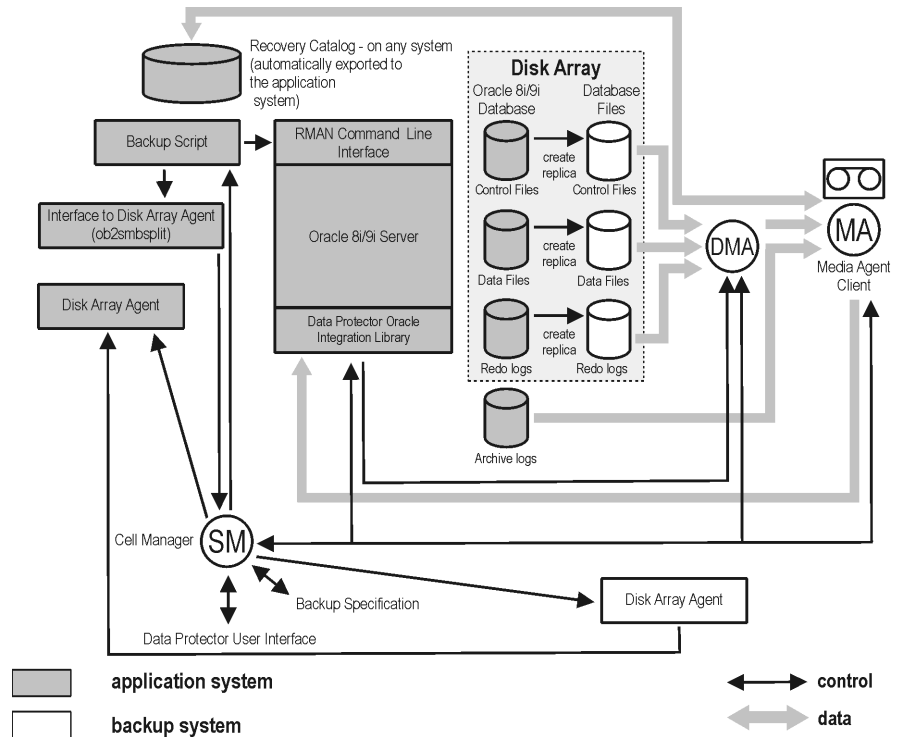 Recovery Catalog - on any system
(automatically exported to
the application
system)
Disk Array
Oracle 8i/9i
Database
Database
Files
Backup Script
RMAN Command Line
Interface
create
replica
Control Files
Control Files
Interface to Disk Array Agent
(ob2smbsplit)
Oracle 8i/9i Server
create
replica
Data Files
Data Files
DMA
MA
Media Agent
Client
Disk Array Agent
Data Protector Oracle
Integration Library
create
replica
Redo logs
Redo logs
Archive logs
Cell Manager
SM
Backup Specification
Disk Array Agent
Data Protector User Interface
application system
control
backup system
data